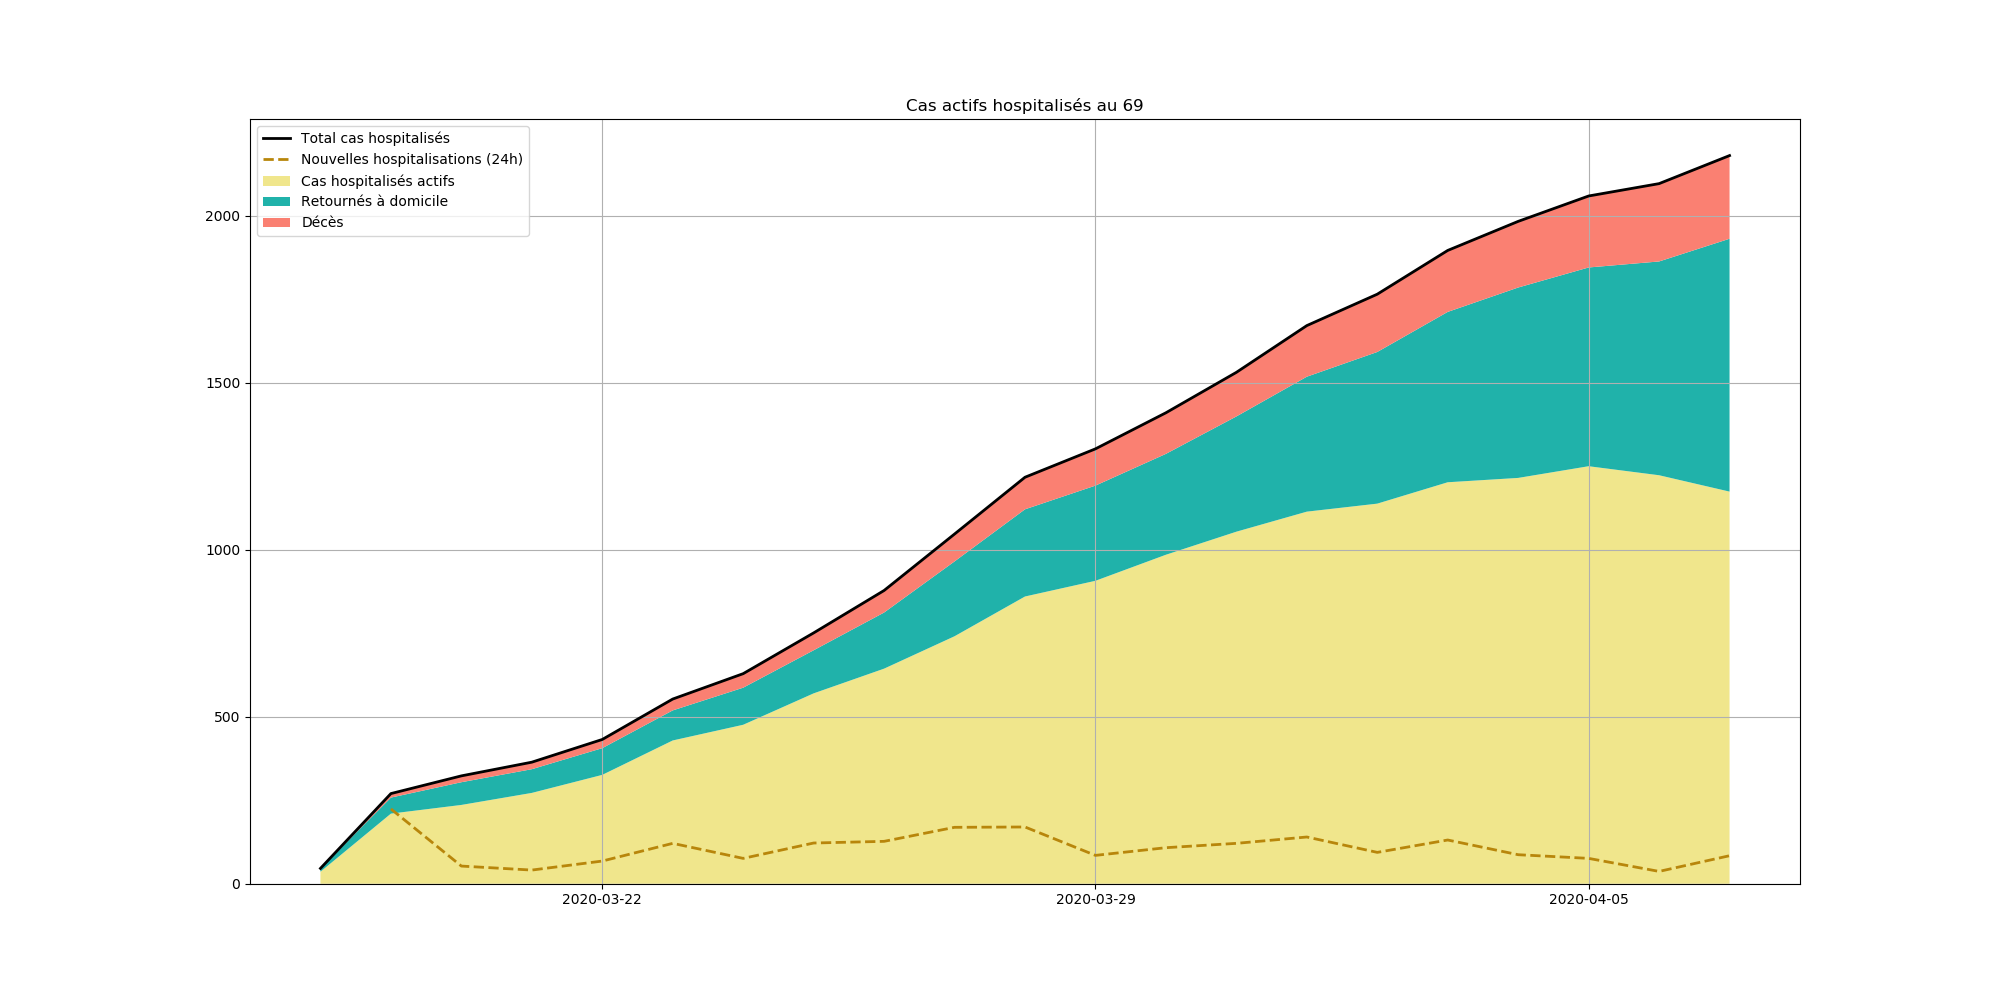 Cas actifs hospitalisés au 69
Total cas hospitalisés
Nouvelles hospitalisations (24h)
Cas hospitalisés actifs
Retournés à domicile
Décès
2000
1500
1000
500
0
2020-03-22
2020-03-29
2020-04-05